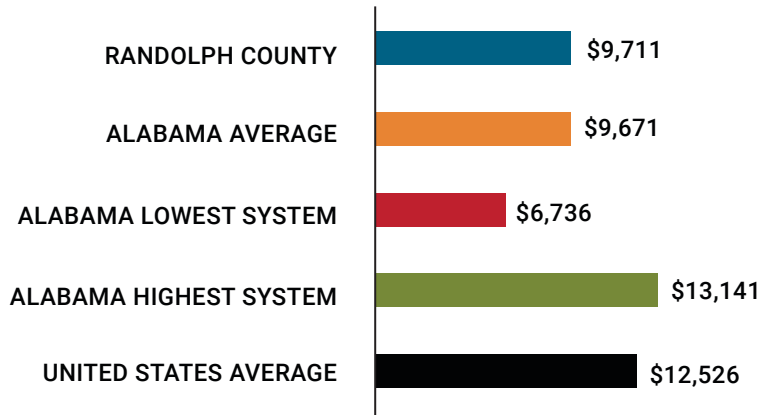 RANDOLPH COUNTY $9,711
ALABAMA AVERAGE $9,671
ALABAMA LOWEST SYSTEM $6,736
ALABAMA HIGHEST SYSTEM $13,141
UNITED STATES AVERAGE $12,526